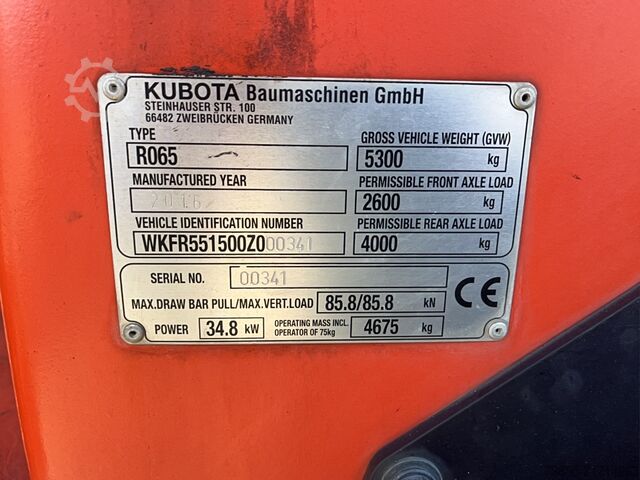 KUBOTA Baumaschinen GmbH
STEINHAUSER STR. 100
66482 ZWEIBRÜCKEN GERMANY
TYPE
R065
GROSS VEHICLE WEIGHT (GVW)
5300 kg
MANUFACTURED YEAR
2016
PERMISSIBLE FRONT AXLE LOAD
2600 kg
VEHICLE IDENTIFICATION NUMBER
WKFR551500Z000341
PERMISSIBLE REAR AXLE LOAD
4000 kg
SERIAL NO. 00341
MAX.DRAW BAR PULL/MAX.VERT.LOAD 85.8/85.8 kN
POWER 34.8 kW OPERATING MASS INCL. OPERATOR OF 75kg 4675 kg
CE